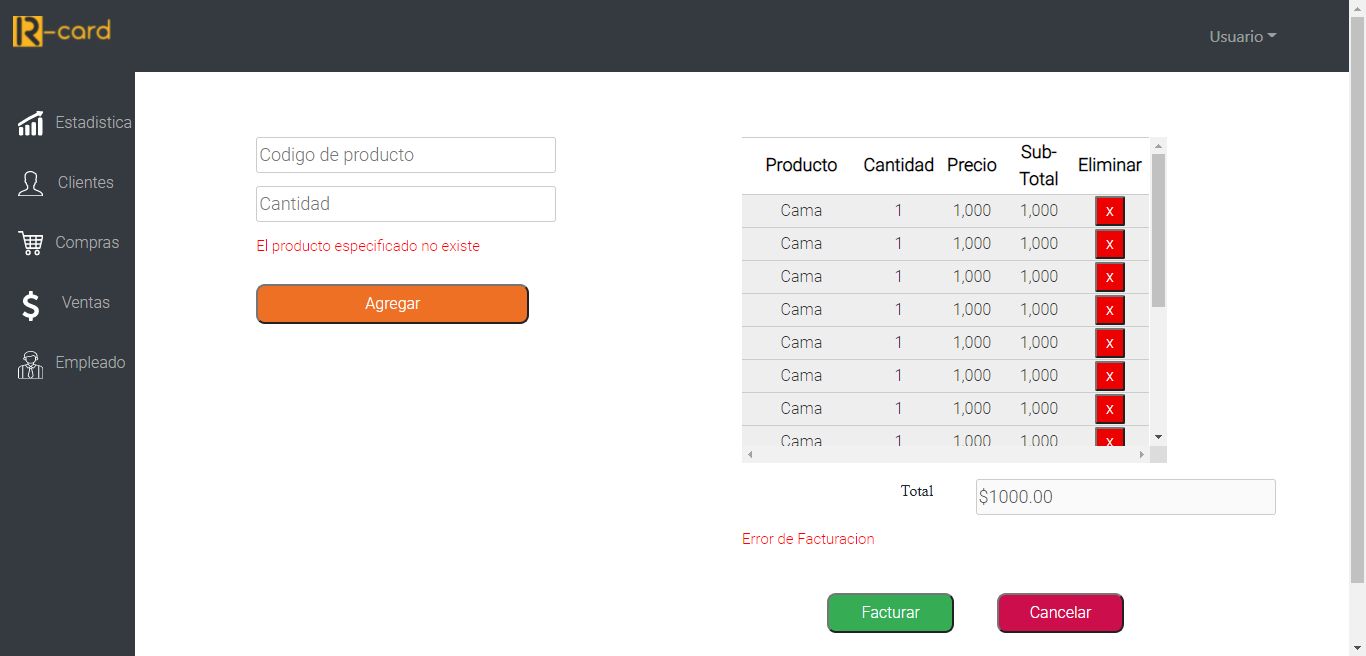 R-card
Usuario
Estadistica
Clientes
Compras
Ventas
Empleado
Codigo de producto
Cantidad
El producto especificado no existe
Agregar
Producto Cantidad Precio Sub-Total Eliminar
Cama 1 1,000 1,000 x
Cama 1 1,000 1,000 x
Cama 1 1,000 1,000 x
Cama 1 1,000 1,000 x
Cama 1 1,000 1,000 x
Cama 1 1,000 1,000 x
Cama 1 1,000 1,000 x
Cama 1 1,000 1,000 x
Total $1000.00
Error de Facturacion
Facturar Cancelar